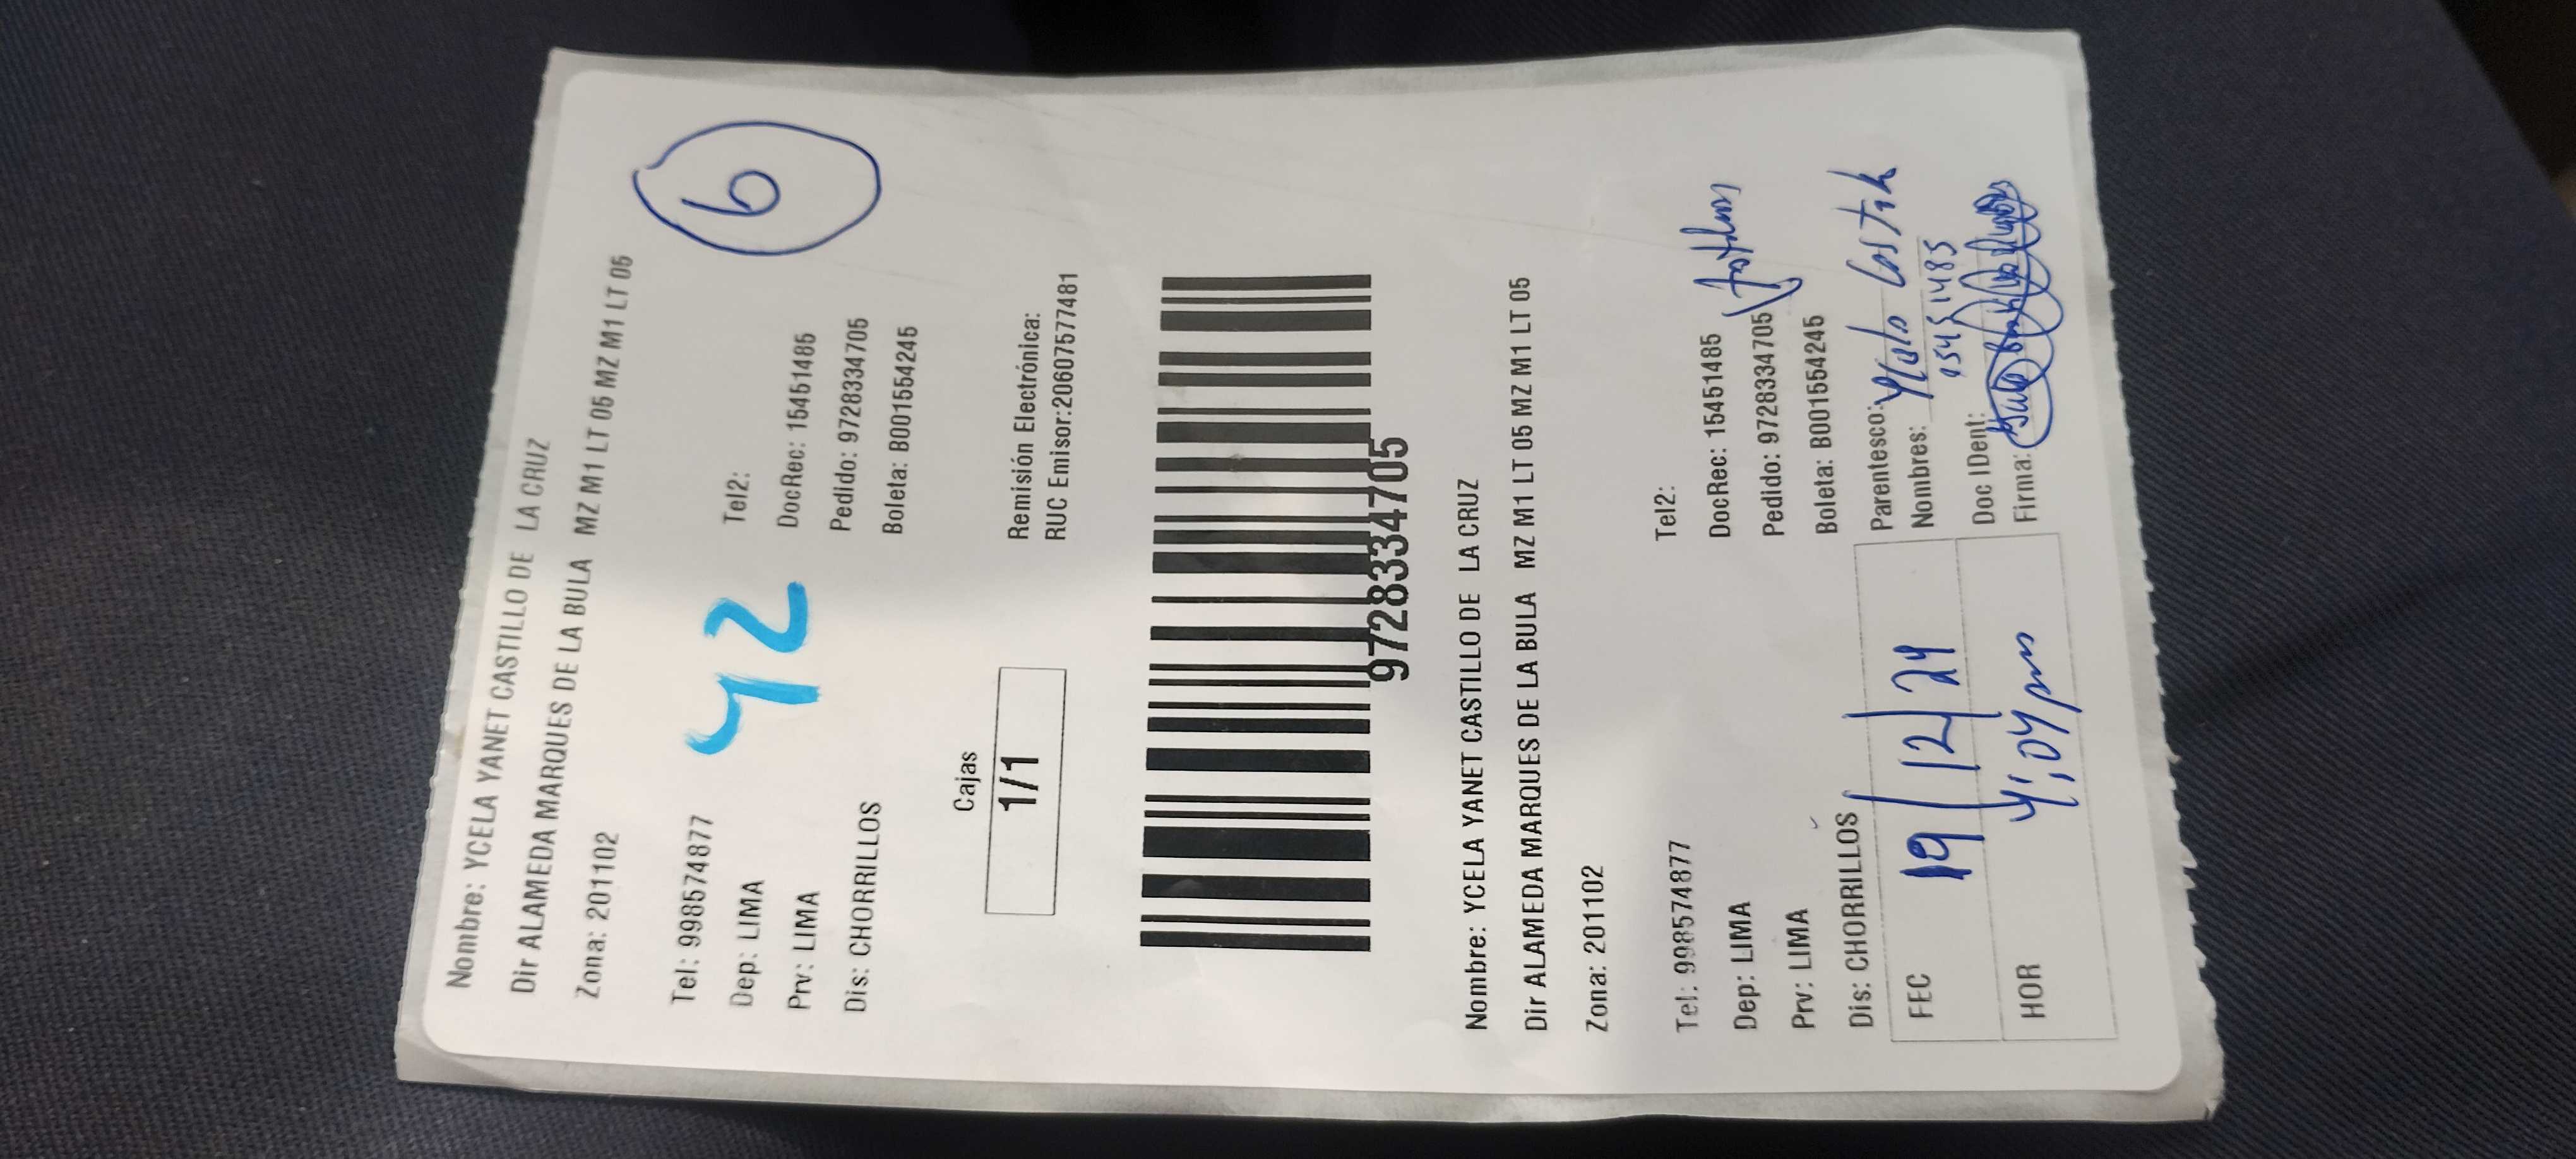 Nombre: YCELA YANET CASTILLO DE LA CRUZ
Dir ALAMEDA MARQUES DE LA BULA MZ M1 LT 05 MZ M1 LT 05
Zona: 201102
6
Tel: 998574877 Tel2:
Dep: LIMA DocRec: 15451485
Prv: LIMA Pedido: 9728334705
Dis: CHORRILLOS Boleta: B001554245
42
Cajas
1/1
Remisión Electrónica:
RUC Emisor:20607577481
9728334705
Nombre: YCELA YANET CASTILLO DE LA CRUZ
Dir ALAMEDA MARQUES DE LA BULA MZ M1 LT 05 MZ M1 LT 05
Zona: 201102
Tel: 998574877 Tel2:
Dep: LIMA DocRec: 15451485
Prv: LIMA Pedido: 9728334705
Dis: CHORRILLOS Boleta: B001554245
FEC 19/12/24
HOR 4:04 pm
Parentesco:
Nombres:
Doc IDent:
Firma: